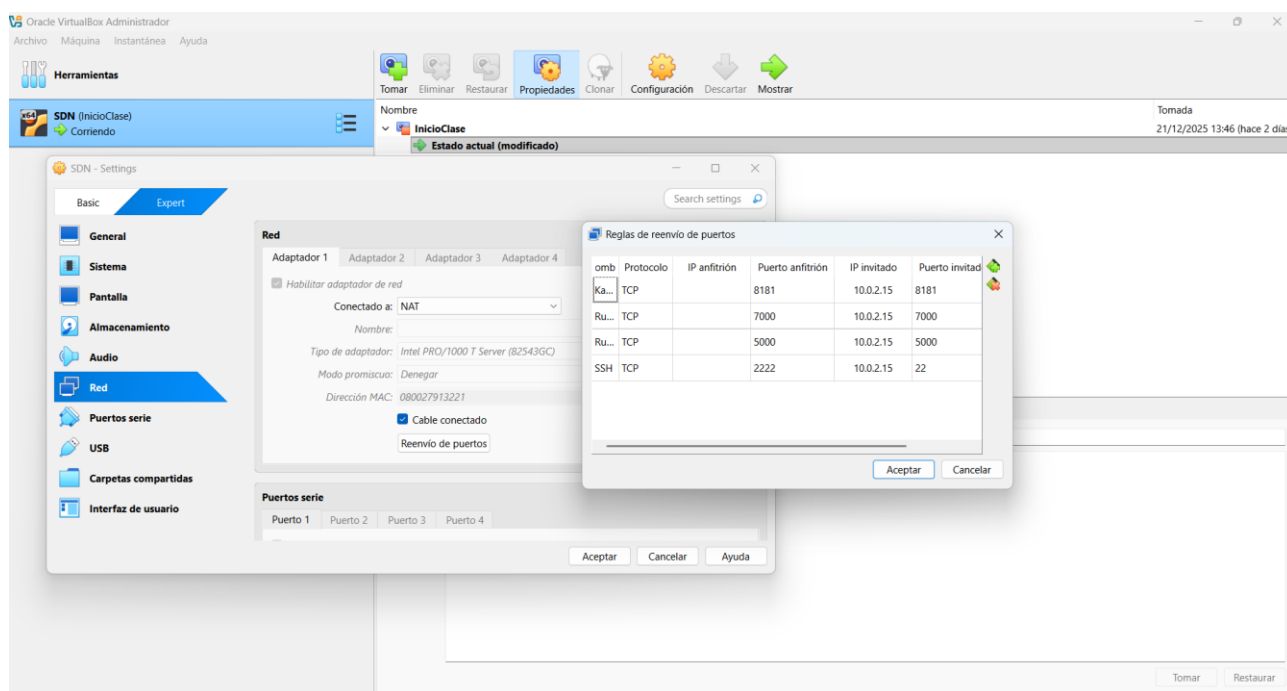 Oracle VirtualBox Administrador
Archivo Máquina Instantánea Ayuda
Herramientas
Tomar Eliminar Restaurar Propiedades Clonar Configuración Descartar Mostrar
x64
SDN (InicioClase)
Corriendo
Nombre Tomada
InicioClase 21/12/2025 13:46 (hace 2 días
Estado actual (modificado)
SDN - Settings
Basic Expert Search settings
General
Sistema
Pantalla
Almacenamiento
Audio
Red
Puertos serie
USB
Carpetas compartidas
Interfaz de usuario
Red
Adaptador 1 Adaptador 2 Adaptador 3 Adaptador 4
Habilitar adaptador de red
Conectado a: NAT
Nombre:
Tipo de adaptador: Intel PRO/1000 T Server (82543GC)
Modo promiscuo: Denegar
Dirección MAC: 080027913221
Cable conectado
Reenvío de puertos
Puertos serie
Puerto 1 Puerto 2 Puerto 3 Puerto 4
Aceptar Cancelar Ayuda
Reglas de reenvío de puertos
omb Protocolo IP anfitrión Puerto anfitrión IP invitado Puerto invitad
Ka... TCP 8181 10.0.2.15 8181
Ru... TCP 7000 10.0.2.15 7000
Ru... TCP 5000 10.0.2.15 5000
SSH TCP 2222 10.0.2.15 22
Aceptar Cancelar
Tomar Restaurar